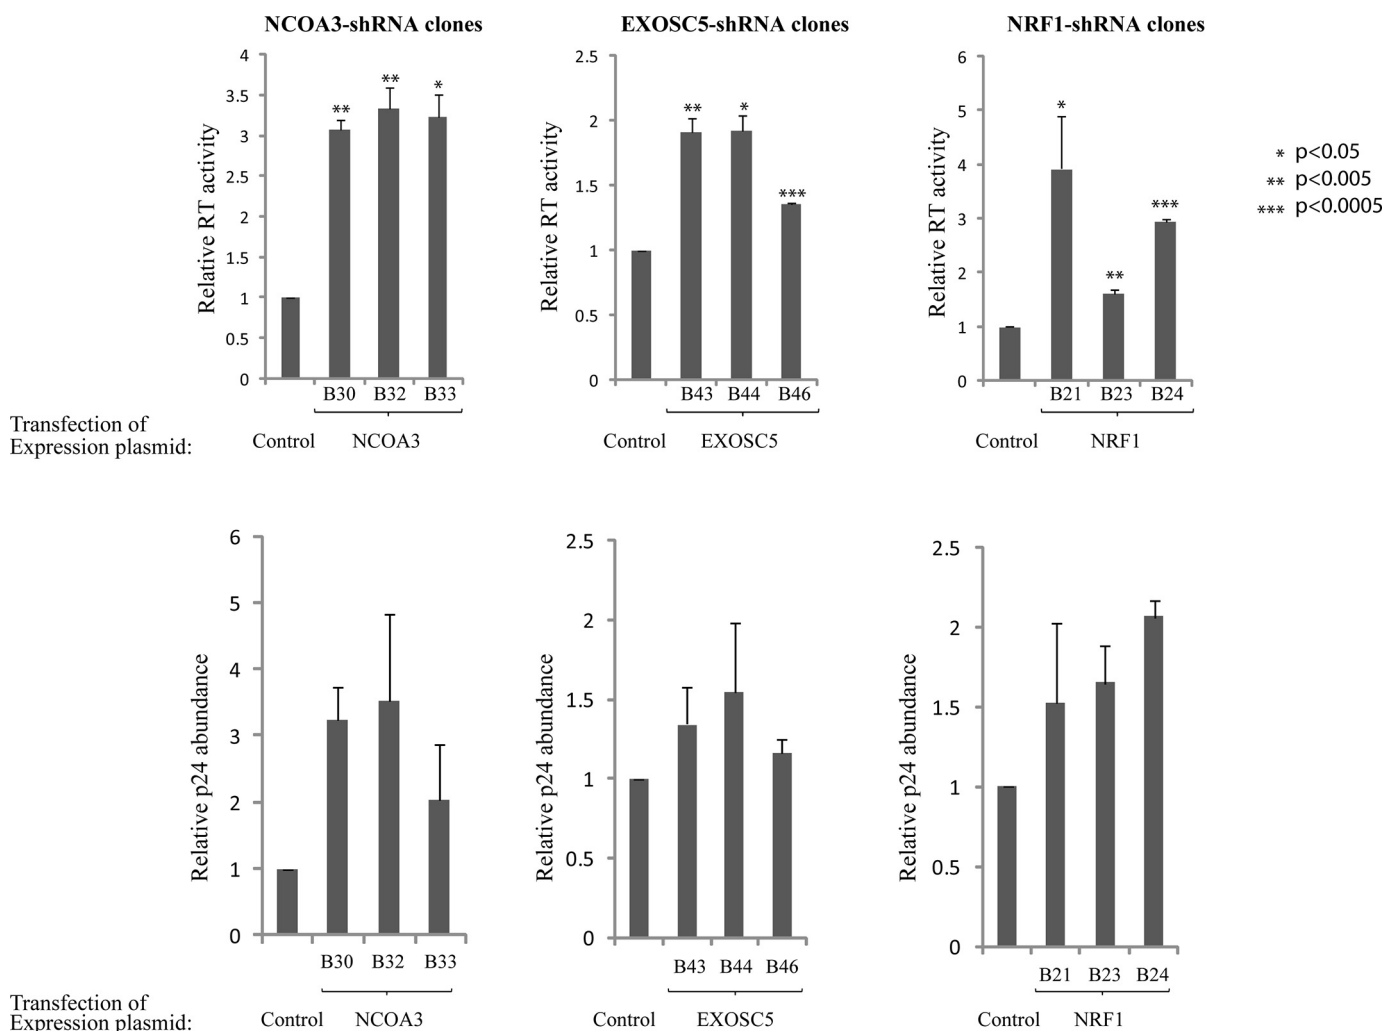 NCOA3-shRNA clones
EXOSC5-shRNA clones
NRF1-shRNA clones
Relative RT activity
4
3.5
3
2.5
2
1.5
1
0.5
0
**
**
*
B30 B32 B33
Control NCOA3
Relative RT activity
2.5
2
1.5
1
0.5
0
**
*
***
B43 B44 B46
Control EXOSC5
Relative RT activity
6
5
4
3
2
1
0
*
**
***
B21 B23 B24
Control NRF1
* p<0.05
** p<0.005
*** p<0.0005
Transfection of
Expression plasmid:
Relative p24 abundance
6
5
4
3
2
1
0
B30 B32 B33
Control NCOA3
Relative p24 abundance
2.5
2
1.5
1
0.5
0
B43 B44 B46
Control EXOSC5
Relative p24 abundance
2.5
2
1.5
1
0.5
0
B21 B23 B24
Control NRF1
Transfection of
Expression plasmid: